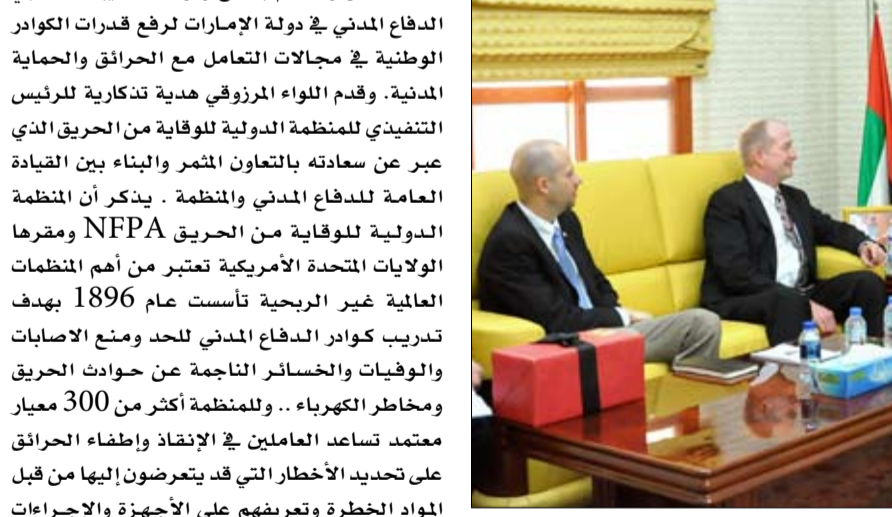 الدفاع المدني في دولة الإمارات لرفع قدرات الكوادر
الوطنية في مجالات التعامل مع الحرائق والحماية
المدنية. وقدم اللواء المرزوقي هدية تذكارية للرئيس
التنفيذي للمنظمة الدولية للوقاية من الحريق الذي
عبر عن سعادته بالتعاون المثمر والبناء بين القيادة
العامة للدفاع المدني والمنظمة . يذكر أن المنظمة
الدولية للوقاية من الحريق NFPA ومقرها
الولايات المتحدة الأمريكية تعتبر من أهم المنظمات
العالمية غير الربحية تأسست عام 1896 بهدف
تدريب كوادر الدفاع المدني للحد ومنع الاصابات
والوفيات والخسائر الناجمة عن حوادث الحريق
ومخاطر الكهرباء .. وللمنظمة أكثر من 300 معيار
معتمد تساعد العاملين في الإنقاذ وإطفاء الحرائق
على تحديد الأخطار التي قد يتعرضون إليها من قبل
المواد الخطرة وتعريفهم على الأجهزة والاجراءات